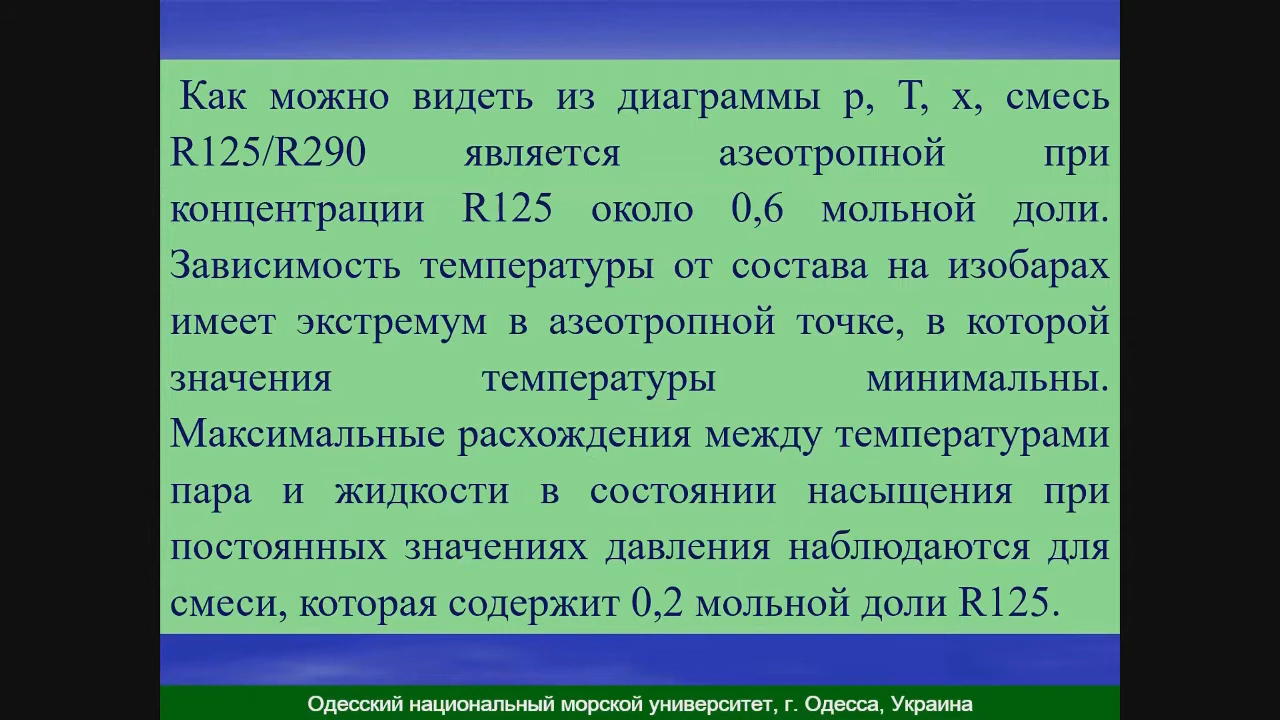 Как можно видеть из диаграммы p, T, x, смесь
R125/R290 является азеотропной при
концентрации R125 около 0,6 мольной доли.
Зависимость температуры от состава на изобарах
имеет экстремум в азеотропной точке, в которой
значения температуры минимальны.
Максимальные расхождения между температурами
пара и жидкости в состоянии насыщения при
постоянных значениях давления наблюдаются для
смеси, которая содержит 0,2 мольной доли R125.
Одесский национальный морской университет, г. Одесса, Украина